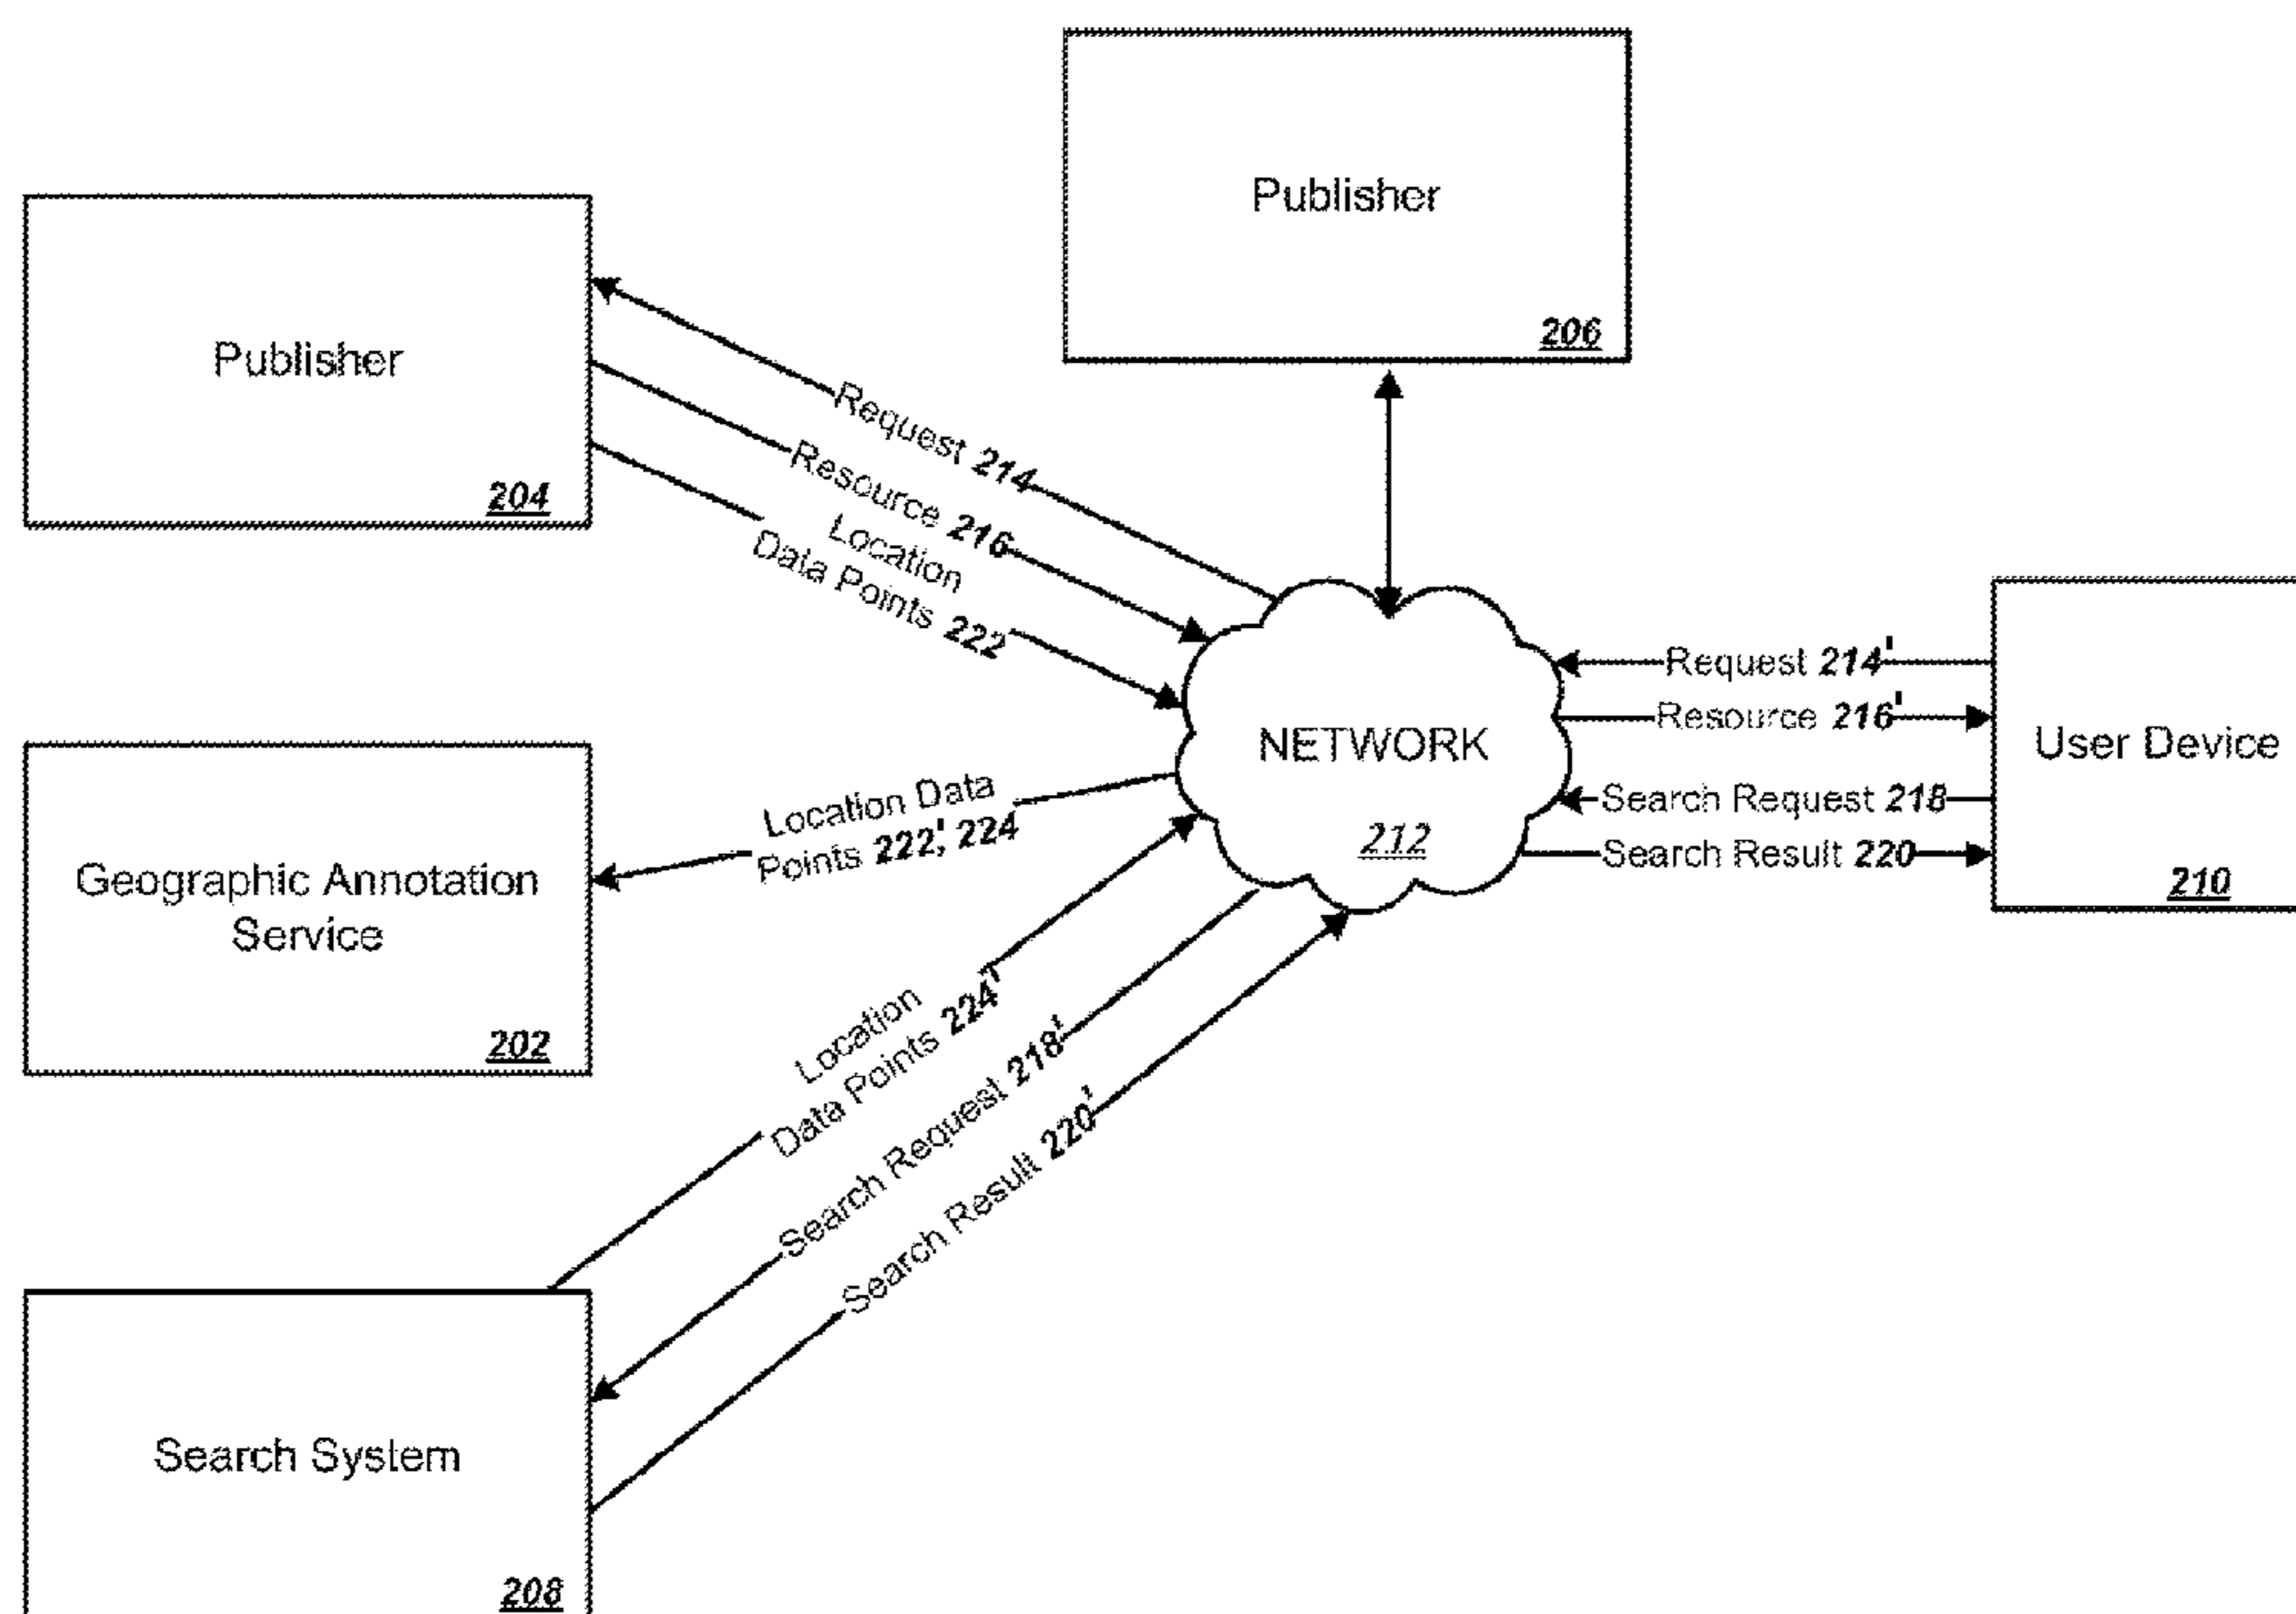 Publisher
206
Publisher
204
Request 214
Resource 216
Location
Data Points 222
NETWORK
212
Request 214'
Resource 216'
Search Request 218
Search Result 220
User Device
210
Location Data
Points 222', 224
Geographic Annotation
Service
202
Location
Data Points 224'
Search Request 218'
Search Result 220'
Search System
208